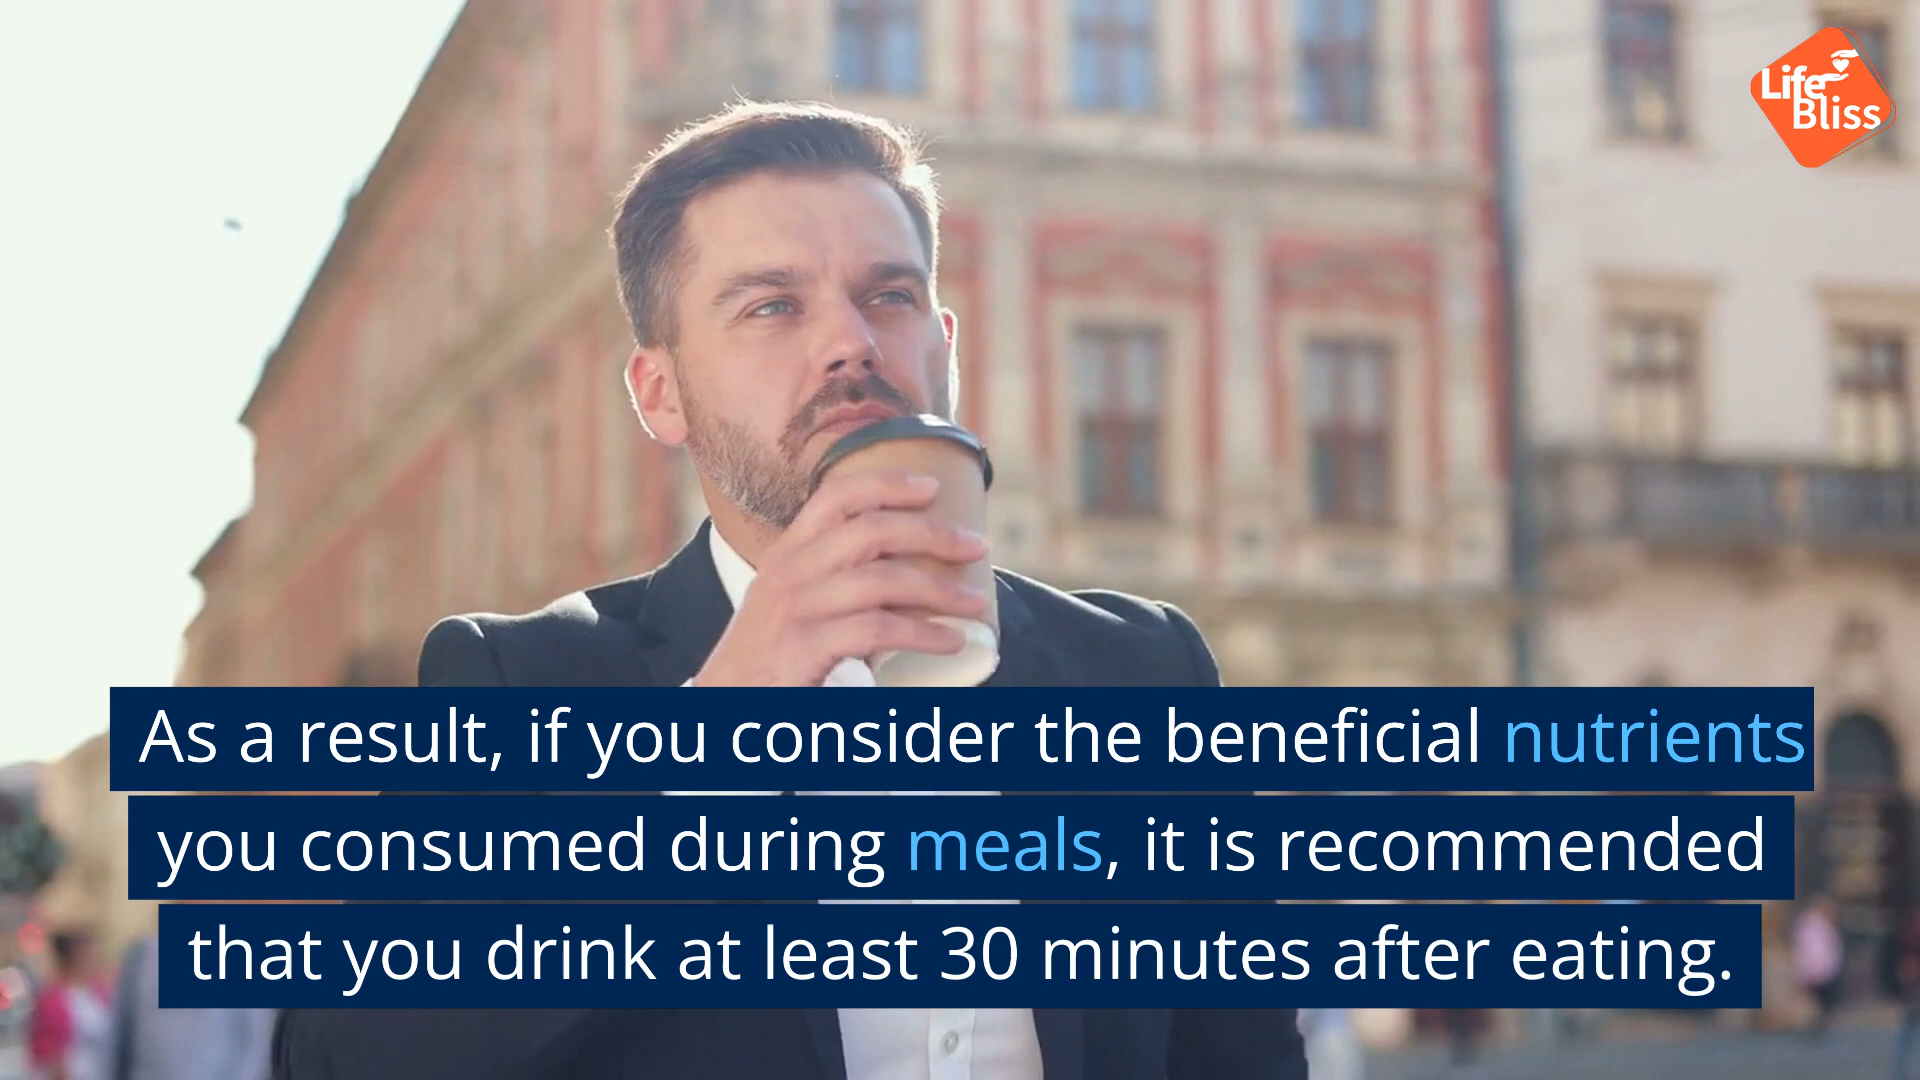 Life
Bliss
As a result, if you consider the beneficial nutrients
you consumed during meals, it is recommended
that you drink at least 30 minutes after eating.